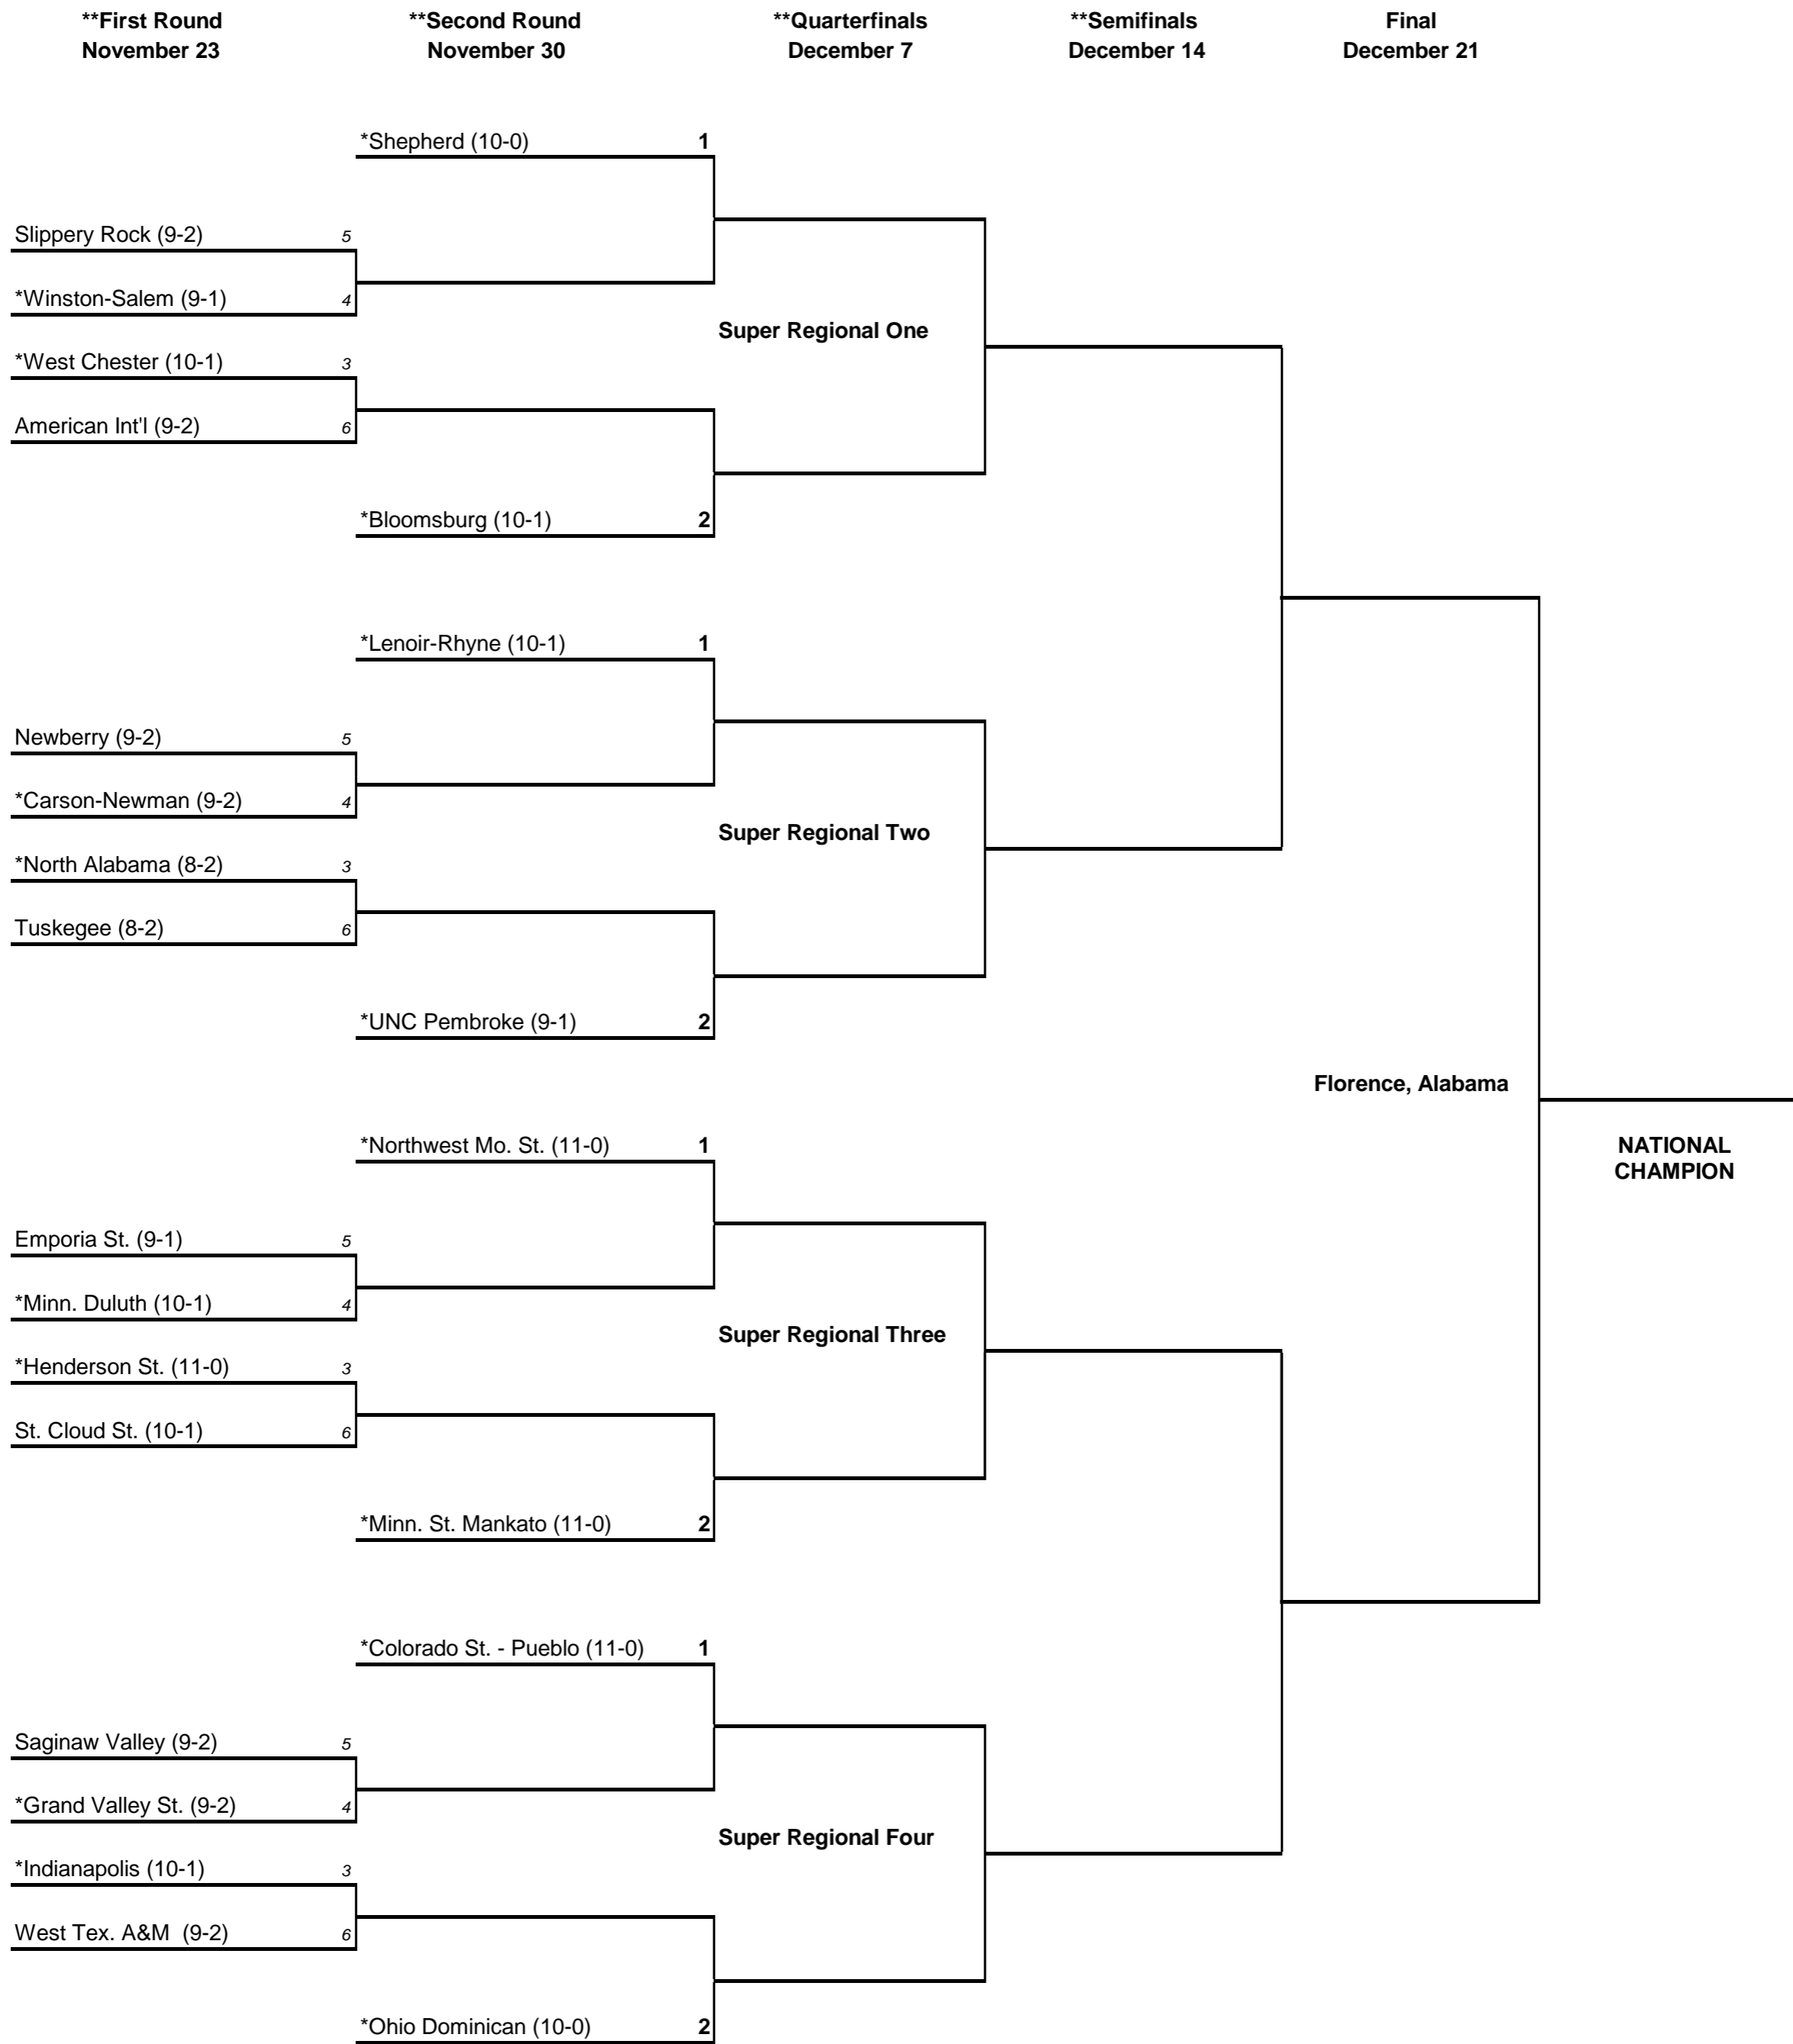 **First Round
November 23
**Second Round
November 30
**Quarterfinals
December 7
**Semifinals
December 14
Final
December 21
*Shepherd (10-0) 1
Slippery Rock (9-2) 5
*Winston-Salem (9-1) 4
Super Regional One
*West Chester (10-1) 3
American Int'l (9-2) 6
*Bloomsburg (10-1) 2
*Lenoir-Rhyne (10-1) 1
Newberry (9-2) 5
*Carson-Newman (9-2) 4
Super Regional Two
*North Alabama (8-2) 3
Tuskegee (8-2) 6
*UNC Pembroke (9-1) 2
Florence, Alabama
*Northwest Mo. St. (11-0) 1
NATIONAL
CHAMPION
Emporia St. (9-1) 5
*Minn. Duluth (10-1) 4
Super Regional Three
*Henderson St. (11-0) 3
St. Cloud St. (10-1) 6
*Minn. St. Mankato (11-0) 2
*Colorado St. - Pueblo (11-0) 1
Saginaw Valley (9-2) 5
*Grand Valley St. (9-2) 4
Super Regional Four
*Indianapolis (10-1) 3
West Tex. A&M (9-2) 6
*Ohio Dominican (10-0) 2